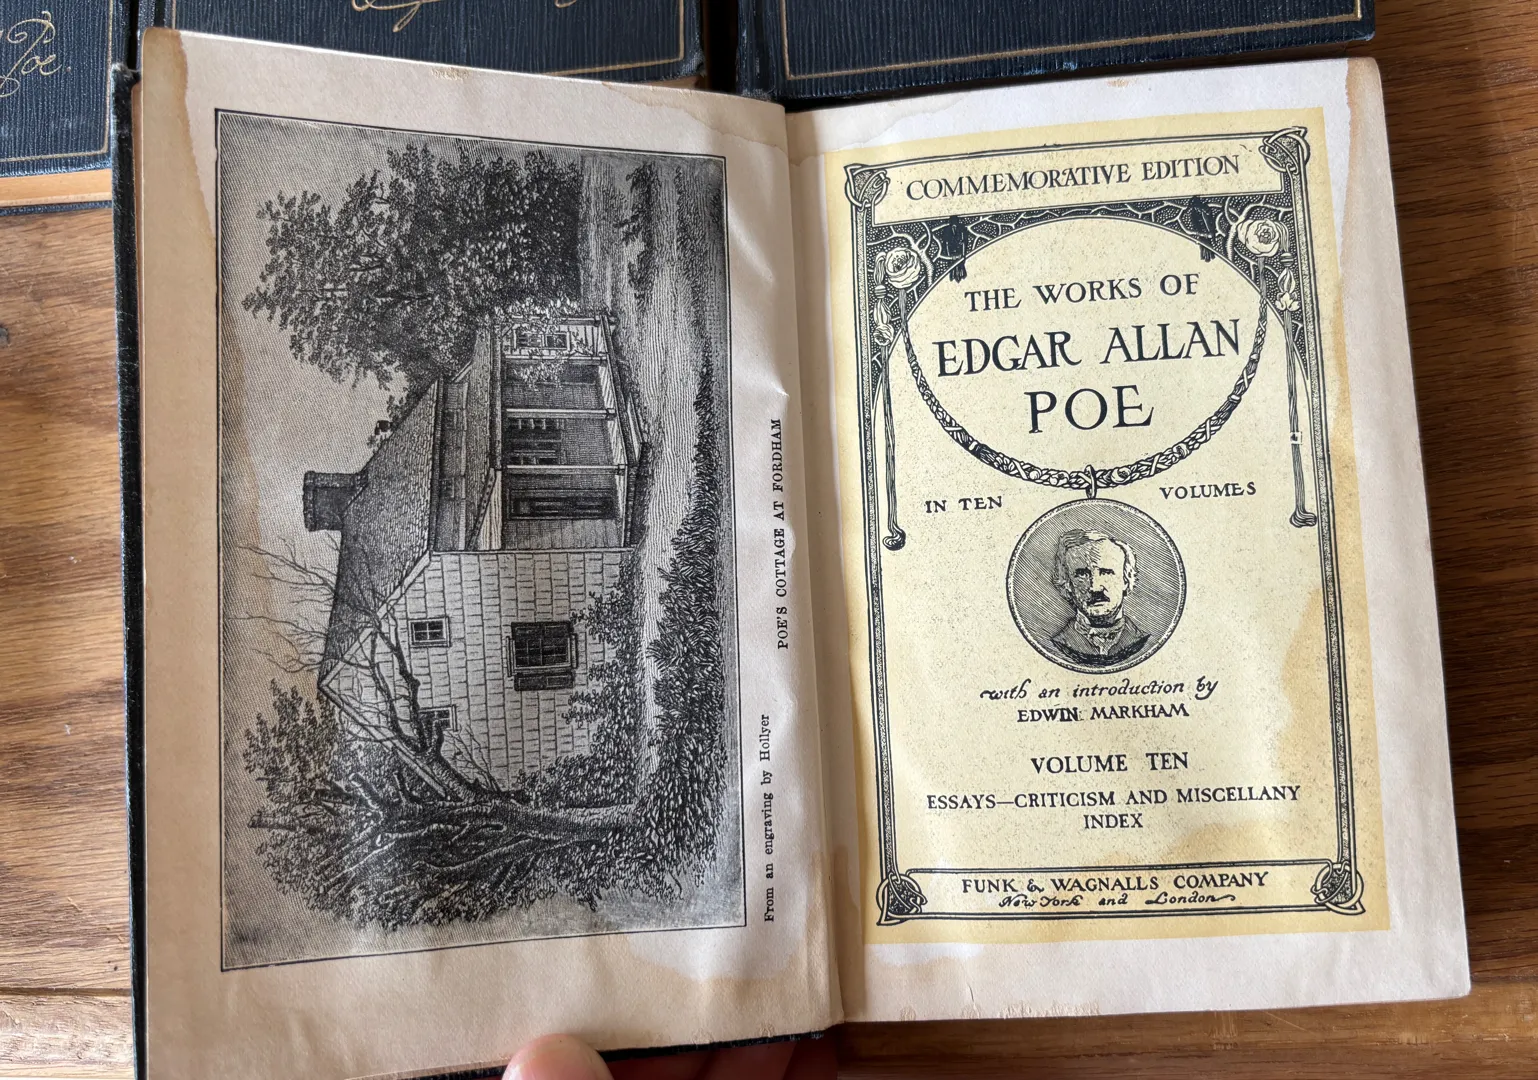 Poe.
POE'S COTTAGE AT FORDHAM
From an engraving by Hollyer
COMMEMORATIVE EDITION
THE WORKS OF
EDGAR ALLAN
POE
IN TEN VOLUMES
with an introduction by
EDWIN MARKHAM
VOLUME TEN
ESSAYS—CRITICISM AND MISCELLANY
INDEX
FUNK & WAGNALLS COMPANY
New York and London